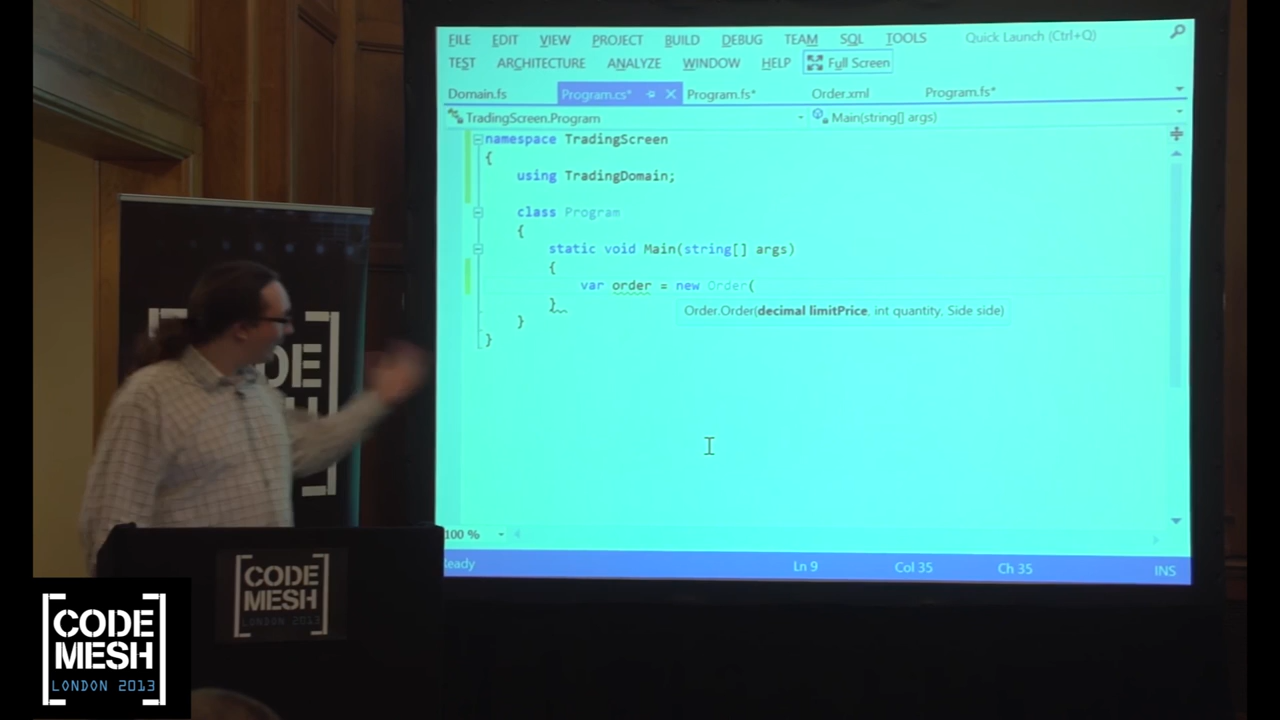 FILE EDIT VIEW PROJECT BUILD DEBUG TEAM SQL TOOLS Quick Launch (Ctrl+Q)
TEST ARCHITECTURE ANALYZE WINDOW HELP Full Screen
Domain.fs Program.cs* Program.fs* Order.xml Program.fs*
TradingScreen.Program Main(string[] args)
namespace TradingScreen
{
using TradingDomain;
class Program
{
static void Main(string[] args)
{
var order = new Order(
Order.Order(decimal limitPrice, int quantity, Side side)
}
}
}
100 %
Ready Ln 9 Col 35 Ch 35 INS
CODE
MESH
LONDON 2013
CODE
MESH
LONDON 2013